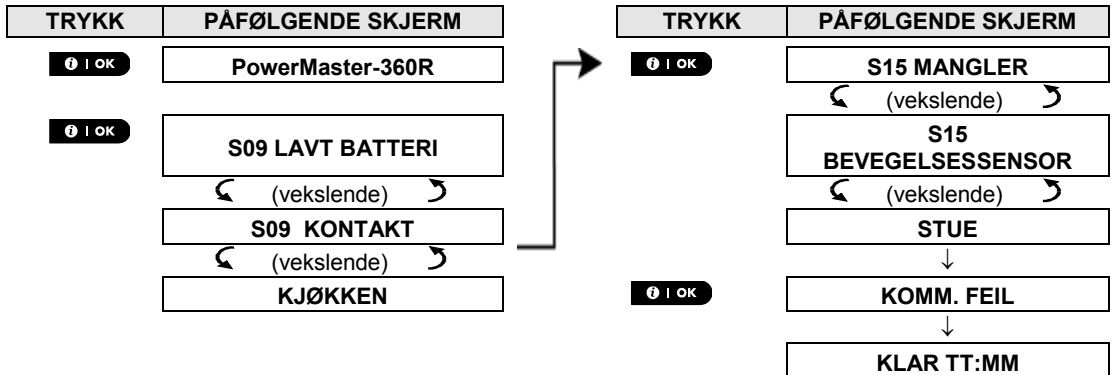 TRYKK PÅFØLGENDE SKJERM
i | OK PowerMaster-360R
i | OK S09 LAVT BATTERI
(vekslende)
S09 KONTAKT
(vekslende)
KJØKKEN
TRYKK PÅFØLGENDE SKJERM
i | OK S15 MANGLER
(vekslende)
S15
BEVEGELSESSENSOR
(vekslende)
STUE
↓
i | OK KOMM. FEIL
↓
KLAR TT:MM